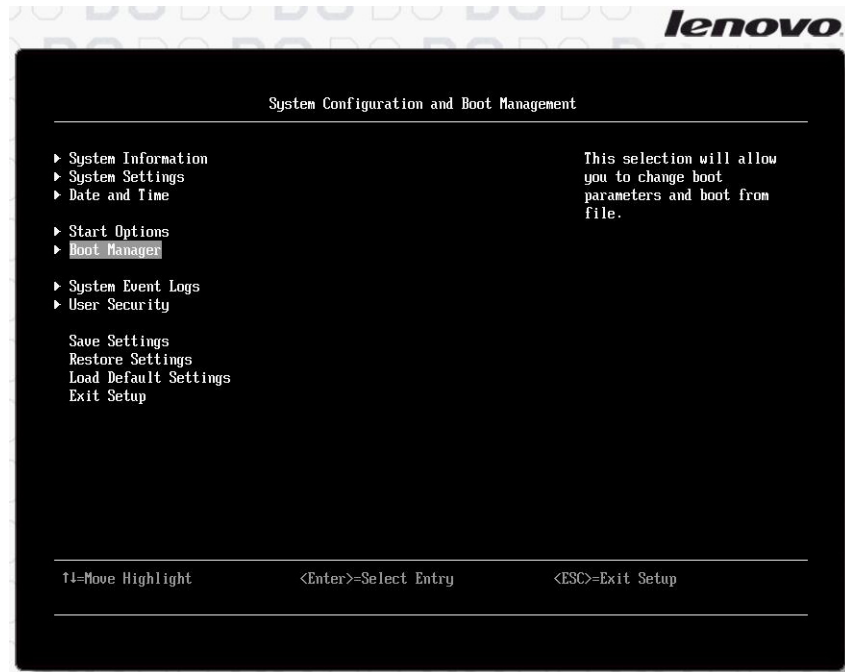 lenovo
System Configuration and Boot Management
System Information
System Settings
Date and Time
Start Options
Boot Manager
System Event Logs
User Security
Save Settings
Restore Settings
Load Default Settings
Exit Setup
This selection will allow
you to change boot
parameters and boot from
file.
↑↓=Move Highlight <Enter>=Select Entry <ESC>=Exit Setup